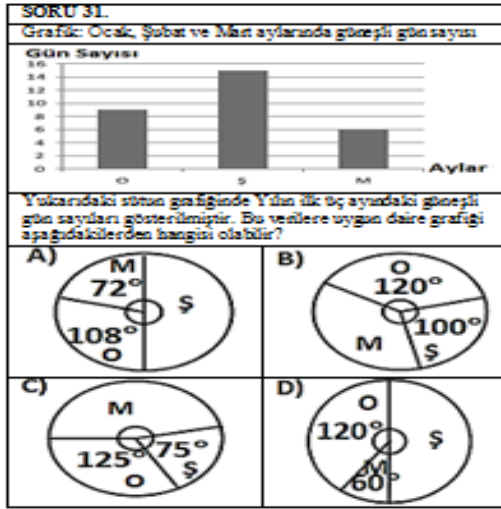 SORU 31.
Grafik: Ocak, Şubat ve Mart aylarında güneşli gün sayısı
Gün Sayısı
16
14
12
10
8
6
4
2
0
O Ş M
Aylar
Yukarıdaki sütun grafiğinde Yılın ilk üç ayındaki güneşli
gün sayıları gösterilmiştir. Bu verilere uygun daire grafiği
aşağıdakilerden hangisi olabilir?
A)
M
72°
Ş
108°
O
B)
O
120°
100°
M
Ş
C)
M
125°
75°
Ş
O
D)
O
120°
Ş
M
60°